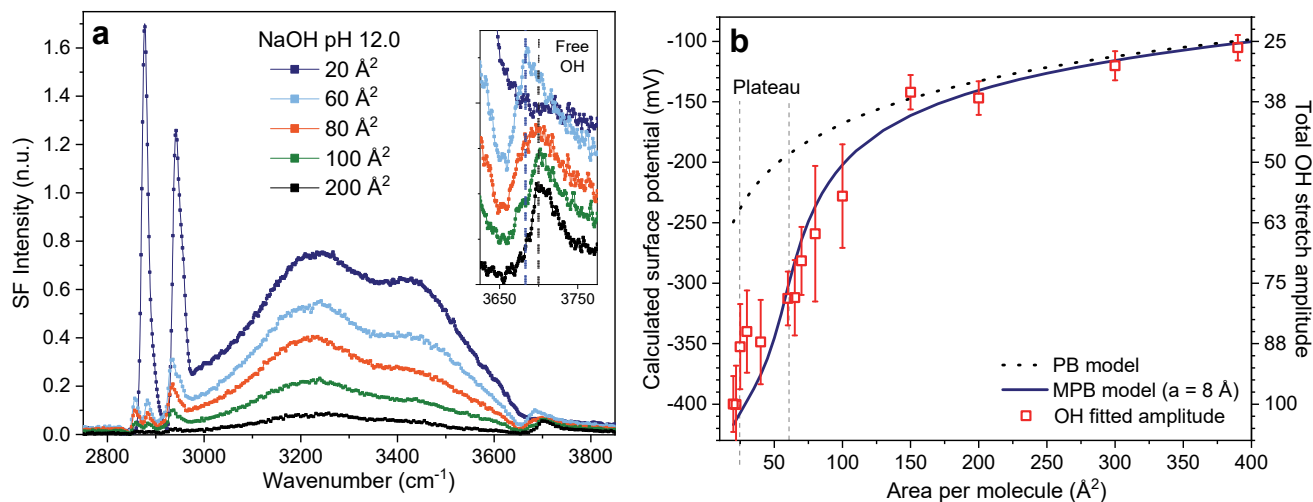 a
NaOH pH 12.0
20 Å²
60 Å²
80 Å²
100 Å²
200 Å²
Free
OH
3650 3750
SF Intensity (n.u.)
1.6
1.4
1.2
1.0
0.8
0.6
0.4
0.2
0.0
2800 3000 3200 3400 3600 3800
Wavenumber (cm⁻¹)
b
Plateau
Calculated surface potential (mV)
-100
-150
-200
-250
-300
-350
-400
Total OH stretch amplitude
25
38
50
63
75
88
100
PB model
MPB model (a = 8 Å)
OH fitted amplitude
50 100 150 200 250 300 350 400
Area per molecule (Å²)